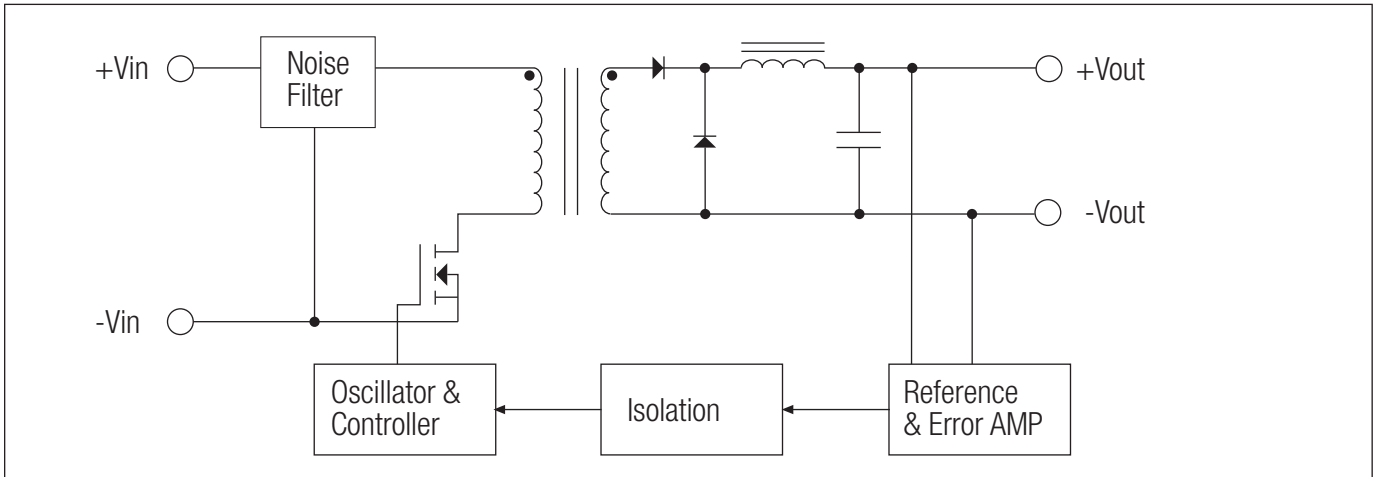 +Vin
Noise
Filter
+Vout
-Vout
-Vin
Oscillator &
Controller
Isolation
Reference
& Error AMP